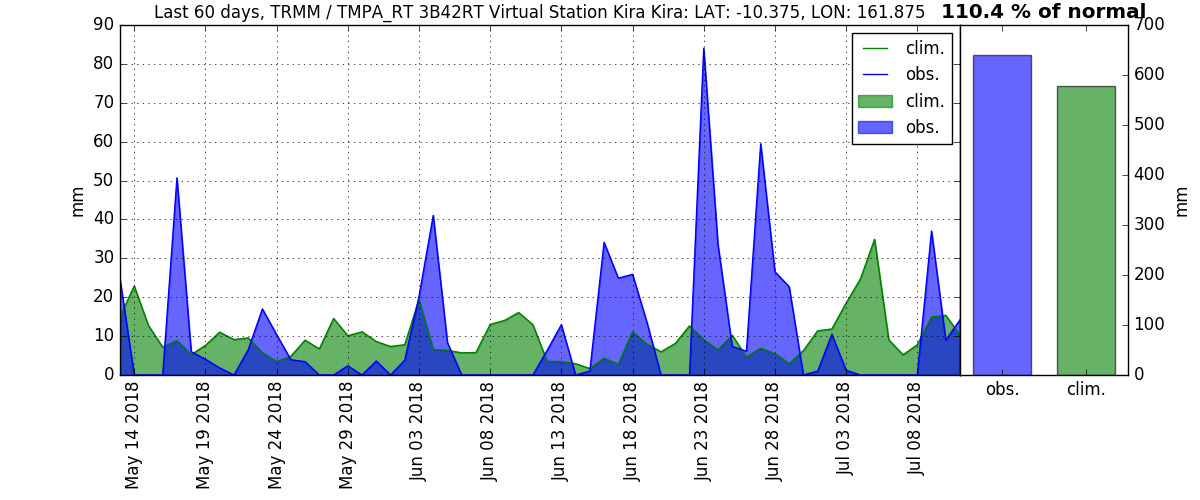 Last 60 days, TRMM / TMPA_RT 3B42RT Virtual Station Kira Kira: LAT: -10.375, LON: 161.875 110.4 % of normal
90
80
70
60
50
40
30
20
10
0
mm
clim.
obs.
clim.
obs.
700
600
500
400
300
200
100
0
mm
May 14 2018
May 19 2018
May 24 2018
May 29 2018
Jun 03 2018
Jun 08 2018
Jun 13 2018
Jun 18 2018
Jun 23 2018
Jun 28 2018
Jul 03 2018
Jul 08 2018
obs.
clim.